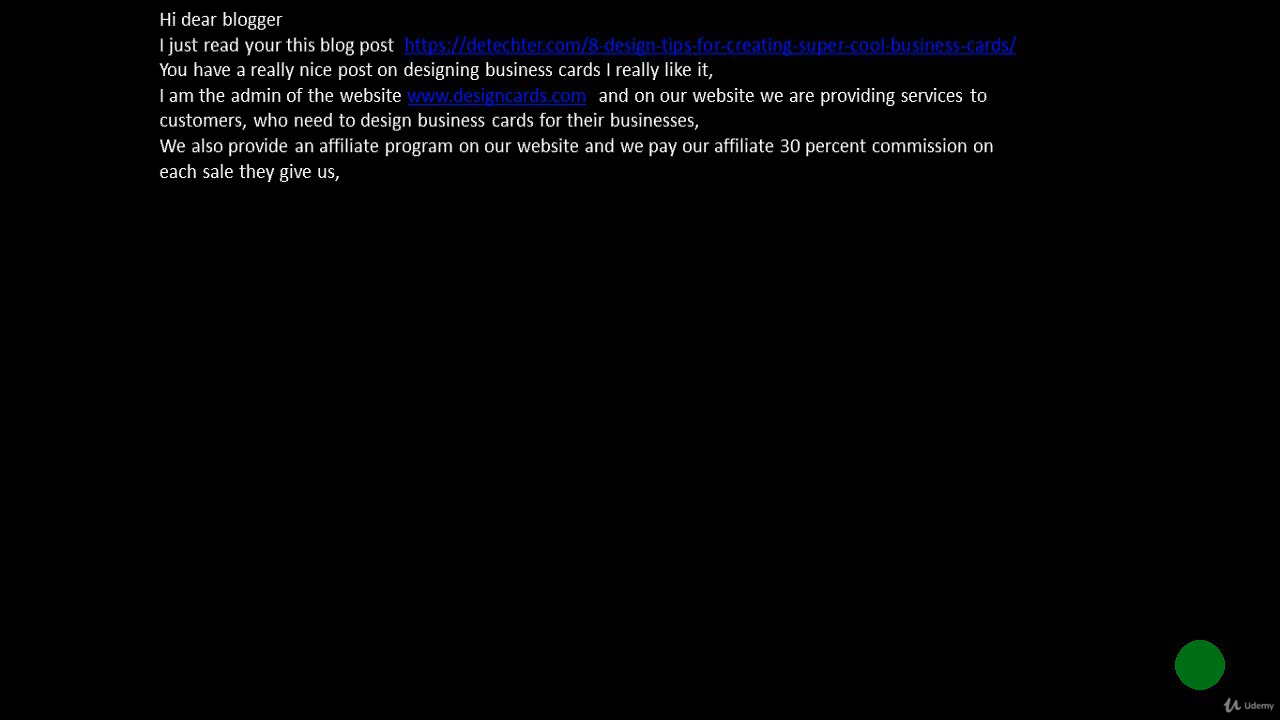 Hi dear blogger
I just read your this blog post https://detechter.com/8-design-tips-for-creating-super-cool-business-cards/
You have a really nice post on designing business cards I really like it,
I am the admin of the website www.designcards.com and on our website we are providing services to
customers, who need to design business cards for their businesses,
We also provide an affiliate program on our website and we pay our affiliate 30 percent commission on
each sale they give us,
Udemy